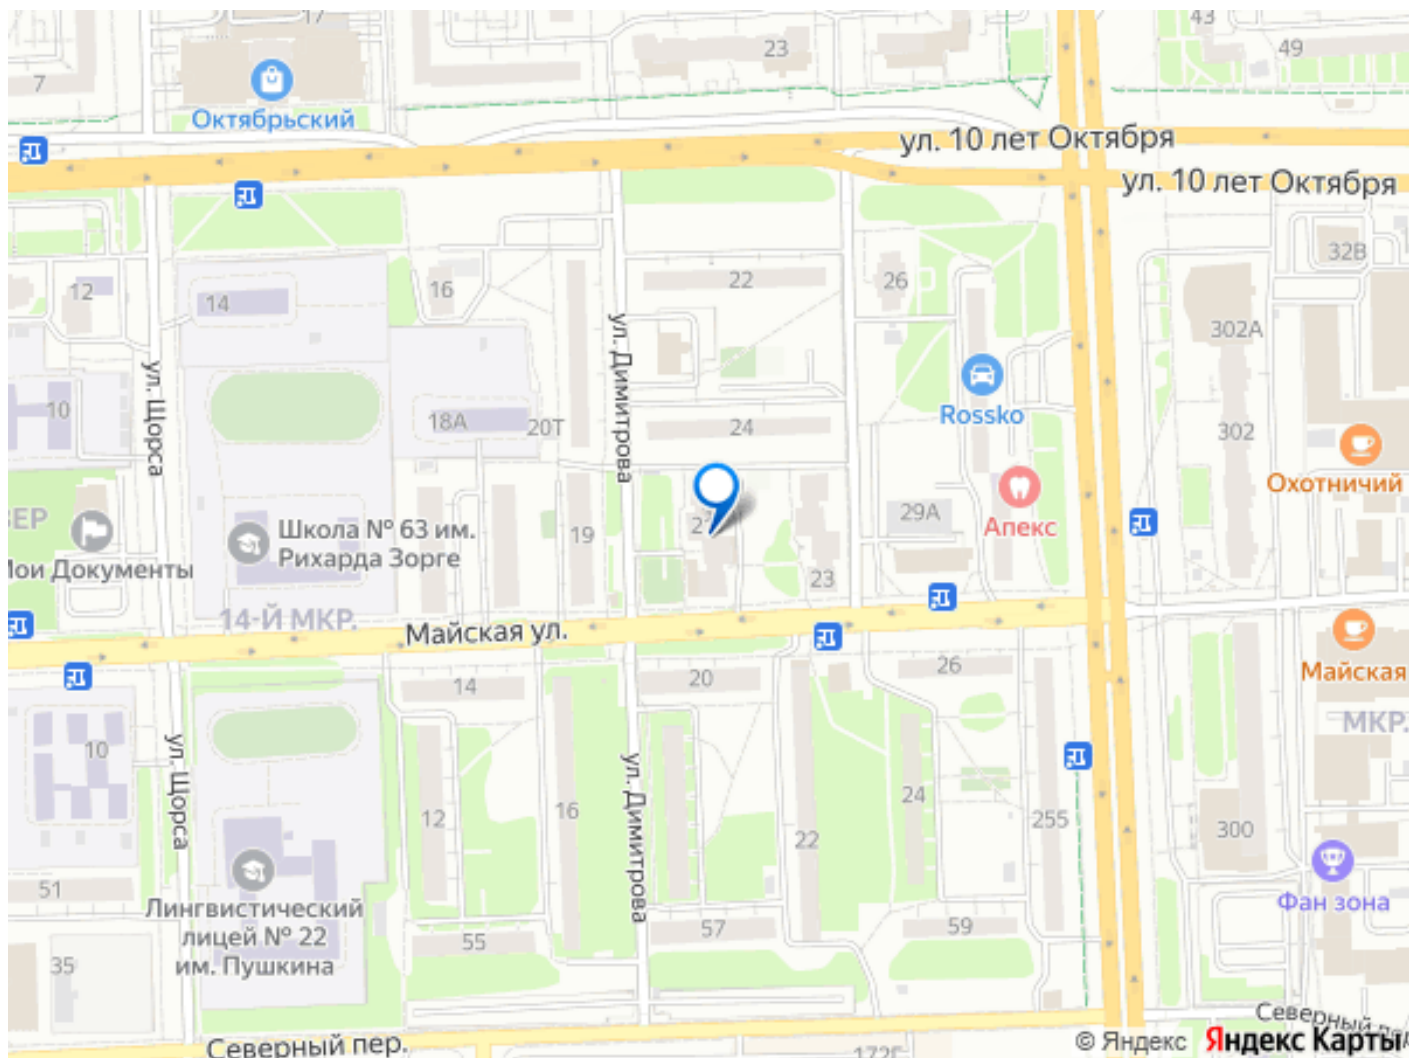 17
23
43
49
7
Октябрьский
ул. 10 лет Октября
ул. 10 лет Октября
32В
22
26
12
16
14
302А
ул. Димитрова
ул. Щорса
Rossko
10
18А
20Т
24
302
Охотничий
29А
Апекс
19
Школа № 63 им.
Рихарда Зорге
Мои Документы
23
14-Й МКР.
Майская ул.
14
20
26
Майская
МКР.
10
ул. Щорса
ул. Димитрова
12
16
22
24
255
300
51
Лингвистический
лицей № 22
им. Пушкина
Фан зона
55
57
59
35
Северный пер.
Северный
© Яндекс Яндекс Карты